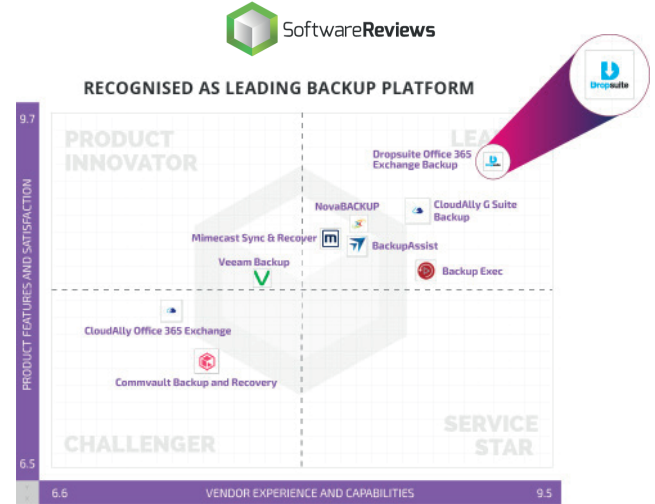 SoftwareReviews
RECOGNISED AS LEADING BACKUP PLATFORM
Dropsuite
9.7
PRODUCT
INNOVATOR
Dropsuite Office 365
Exchange Backup
NovaBACKUP
CloudAlly G Suite
Backup
Mimecast Sync & Recover
m
BackupAssist
Veeam Backup
Backup Exec
CloudAlly Office 365 Exchange
Commvault Backup and Recovery
PRODUCT FEATURES AND SATISFACTION
CHALLENGER
SERVICE
STAR
6.5
6.6
VENDOR EXPERIENCE AND CAPABILITIES
9.5